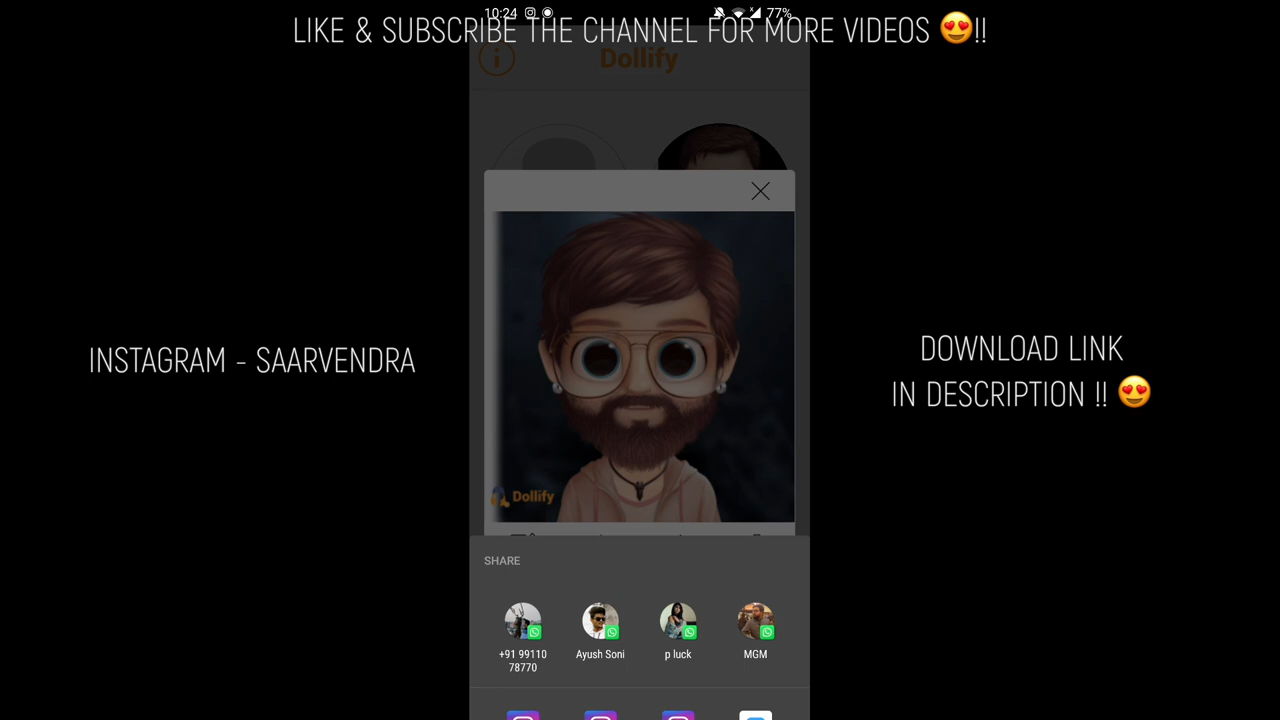 10:24
77%
LIKE & SUBSCRIBE THE CHANNEL FOR MORE VIDEOS 😍!!
Dollify
INSTAGRAM - SAARVENDRA
DOWNLOAD LINK
IN DESCRIPTION !! 😍
Dollify
SHARE
+91 99110
78770
Ayush Soni
p luck
MGM